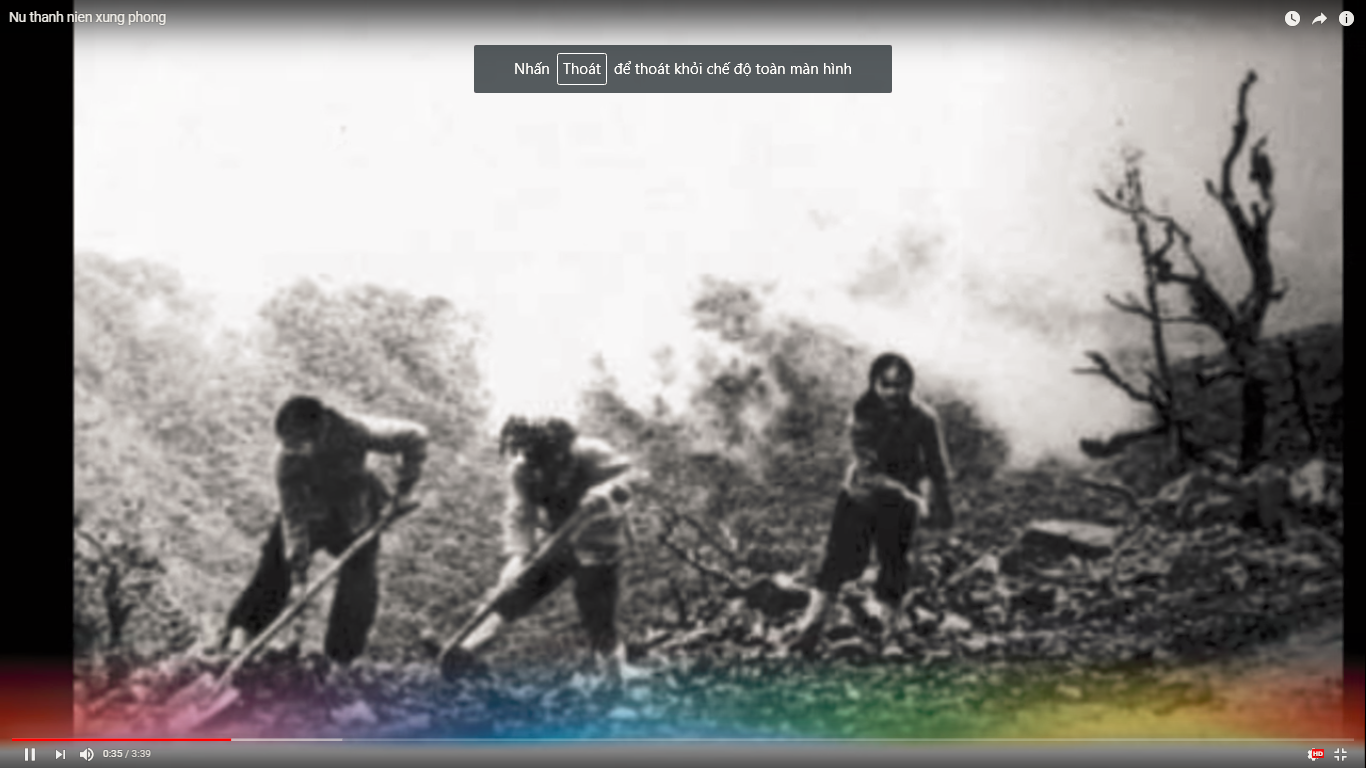 Nu thanh nien xung phong
Nhấn Thoát để thoát khỏi chế độ toàn màn hình
0:35 / 3:39
HD